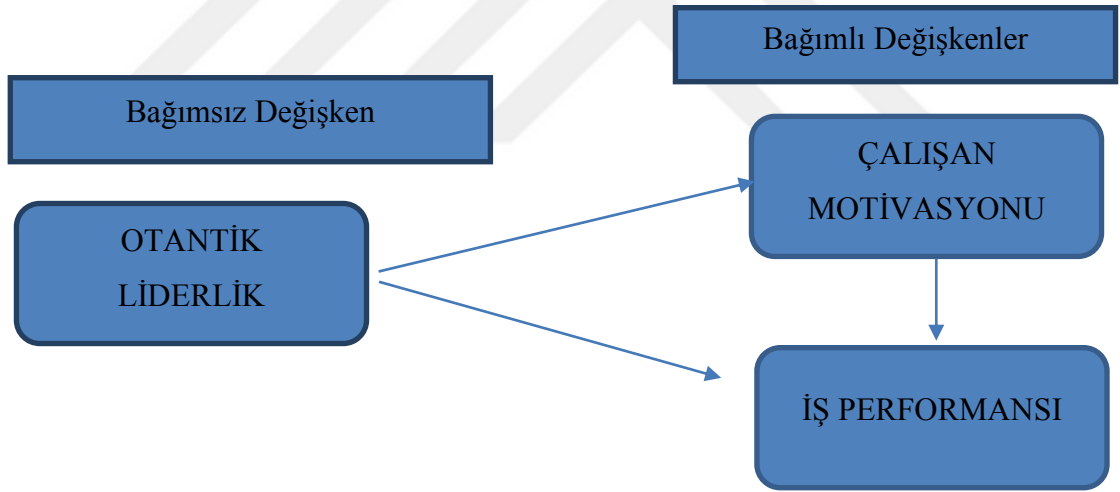 Bağımlı Değişkenler
Bağımsız Değişken
ÇALIŞAN
MOTİVASYONU
OTANTİK
LİDERLİK
İŞ PERFORMANSI